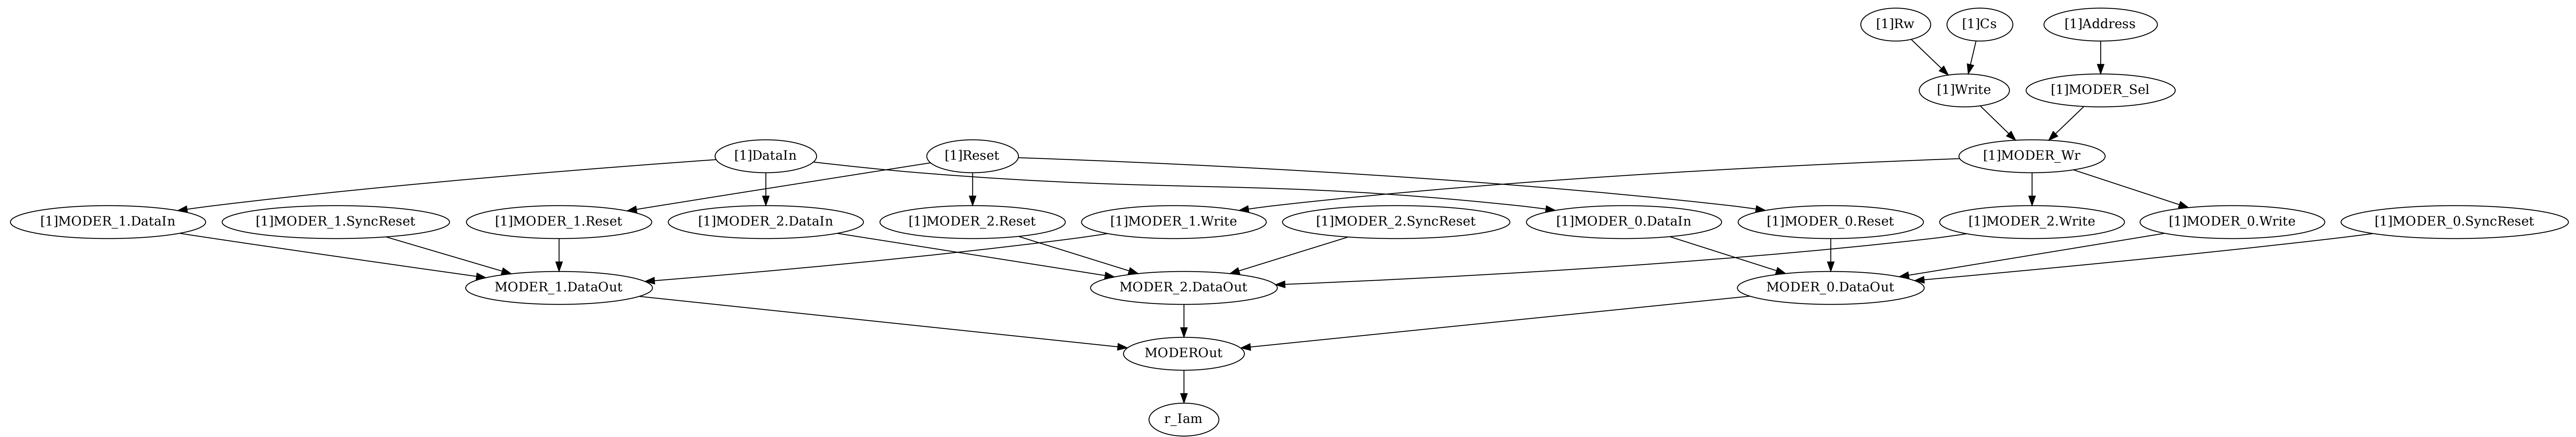 [1]Rw
[1]Cs
[1]Address
[1]Write
[1]MODER_Sel
[1]DataIn
[1]Reset
[1]MODER_Wr
[1]MODER_1.DataIn
[1]MODER_1.SyncReset
[1]MODER_1.Reset
[1]MODER_2.DataIn
[1]MODER_2.Reset
[1]MODER_1.Write
[1]MODER_2.SyncReset
[1]MODER_0.DataIn
[1]MODER_0.Reset
[1]MODER_2.Write
[1]MODER_0.Write
[1]MODER_0.SyncReset
MODER_1.DataOut
MODER_2.DataOut
MODER_0.DataOut
MODEROut
r_Iam